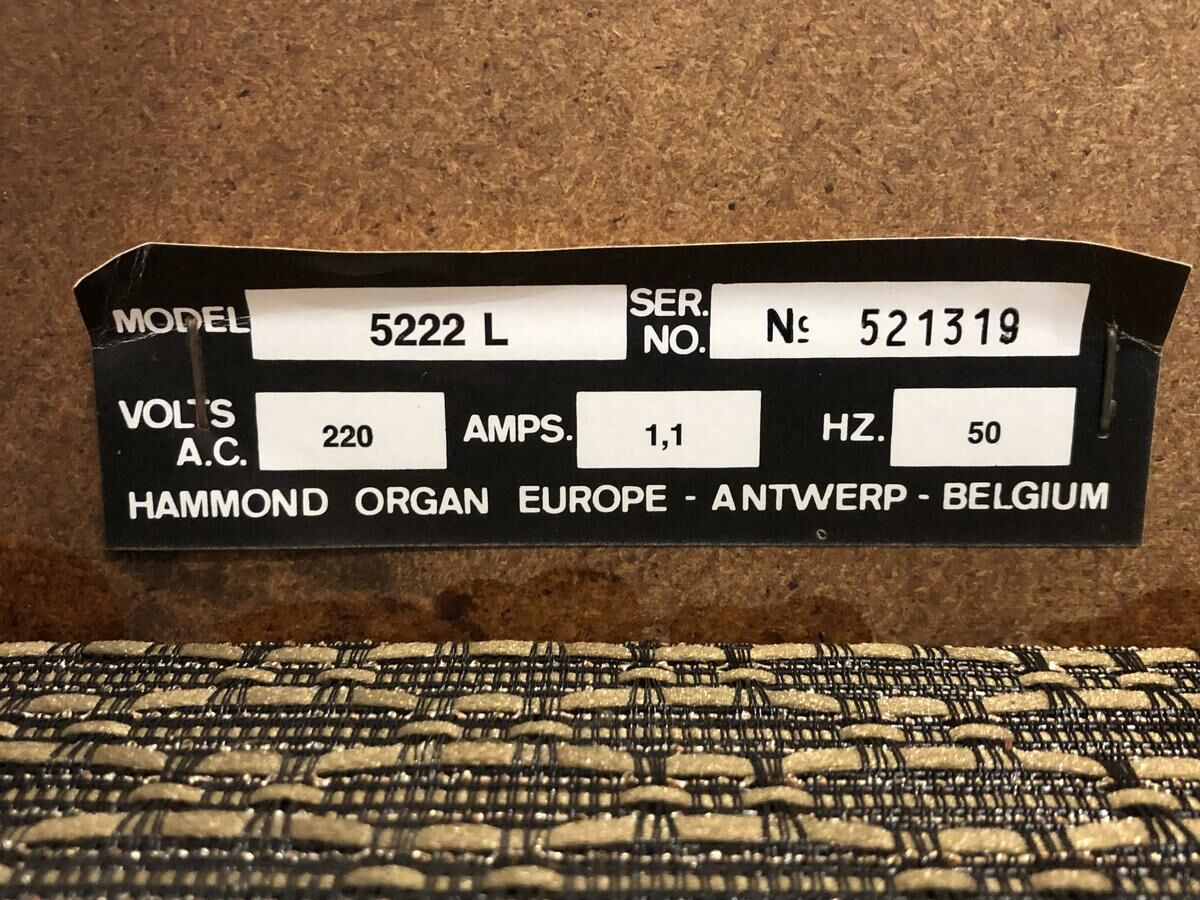 MODEL 5222 L SER. NO. Nº 521319
VOLTS A.C. 220 AMPS. 1,1 HZ. 50
HAMMOND ORGAN EUROPE - ANTWERP - BELGIUM